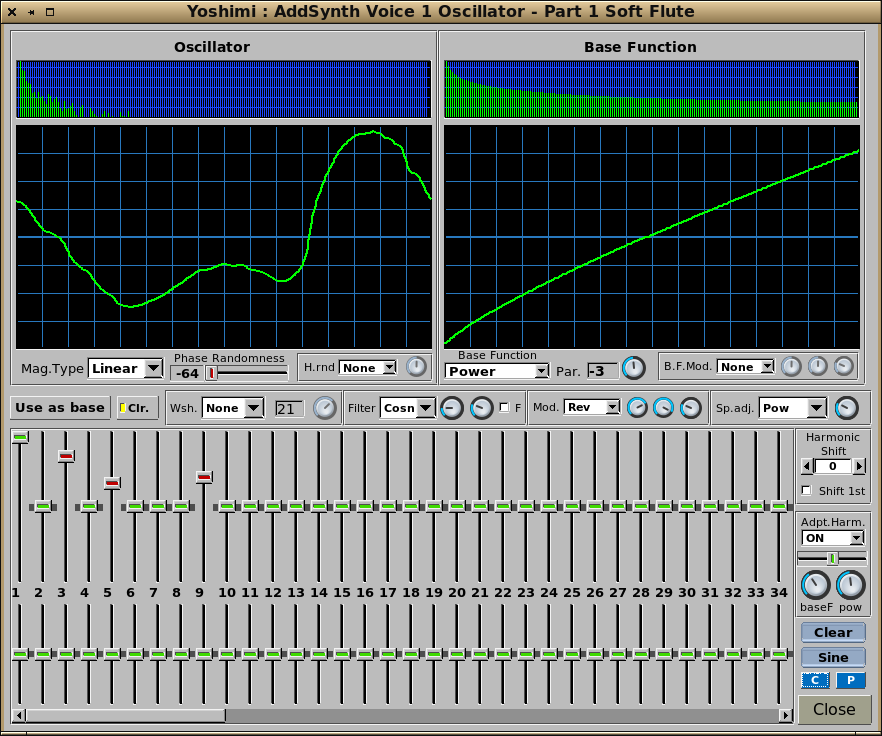 Yoshimi : AddSynth Voice 1 Oscillator - Part 1 Soft Flute
Oscillator
Base Function
Mag.Type Linear
Phase Randomness
-64
H.rnd None
Base Function
Power
Par. -3
B.F.Mod. None
Use as base
Clr.
Wsh. None 21
Filter Cosn F
Mod. Rev
Sp.adj. Pow
Harmonic
Shift
0
Shift 1st
1 2 3 4 5 6 7 8 9 10 11 12 13 14 15 16 17 18 19 20 21 22 23 24 25 26 27 28 29 30 31 32 33 34
Adpt.Harm.
ON
baseF pow
Clear
Sine
C P
Close